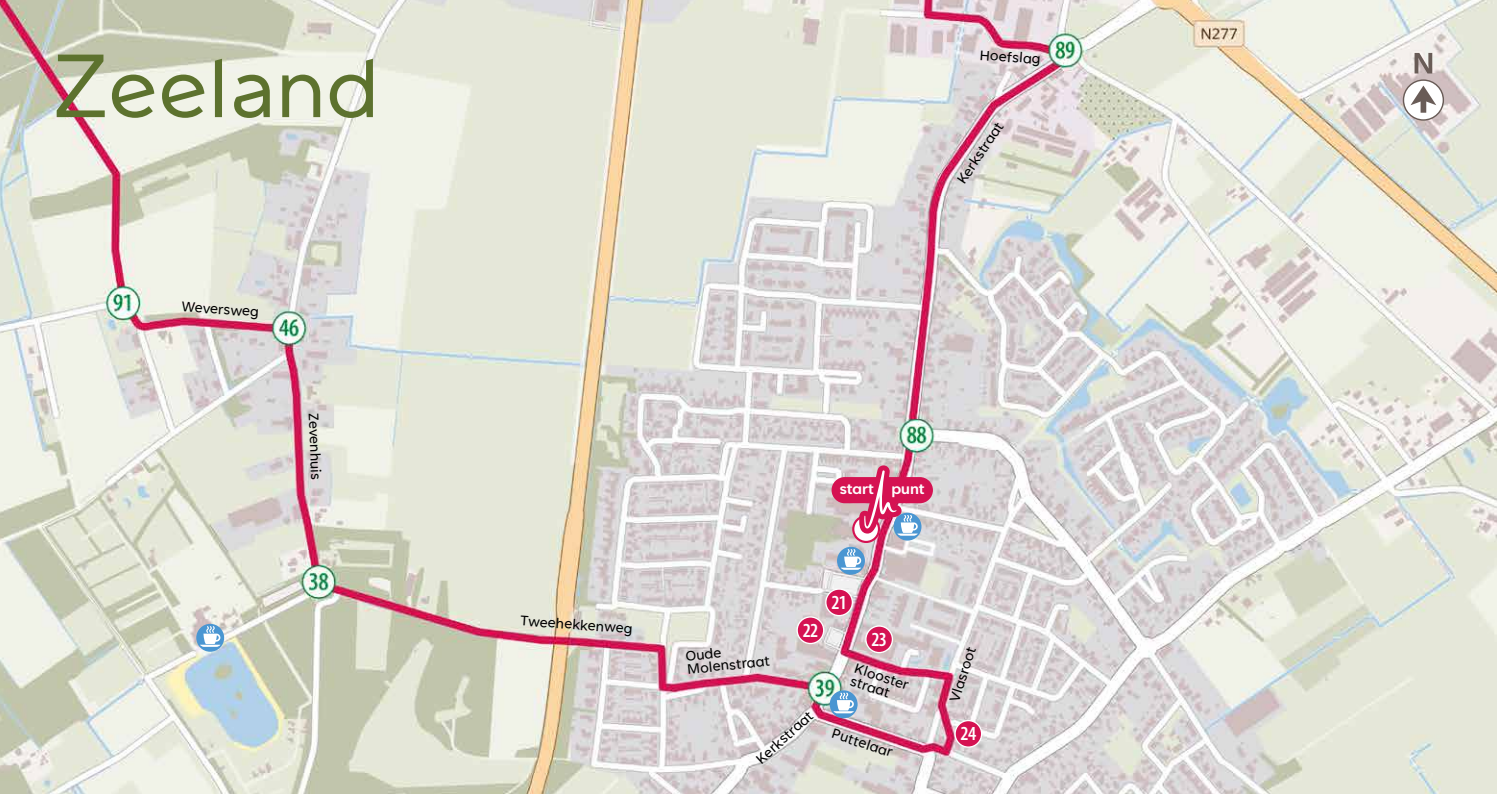 Zeeland
Hoefslag
89
N277
N
Kerkstraat
91
Weversweg
46
Zevenhuis
88
start punt
38
21
22
23
Tweehekkenweg
Oude
Molenstraat
Klooster
straat
Vlasroot
39
24
Kerkstraat
Puttelaar